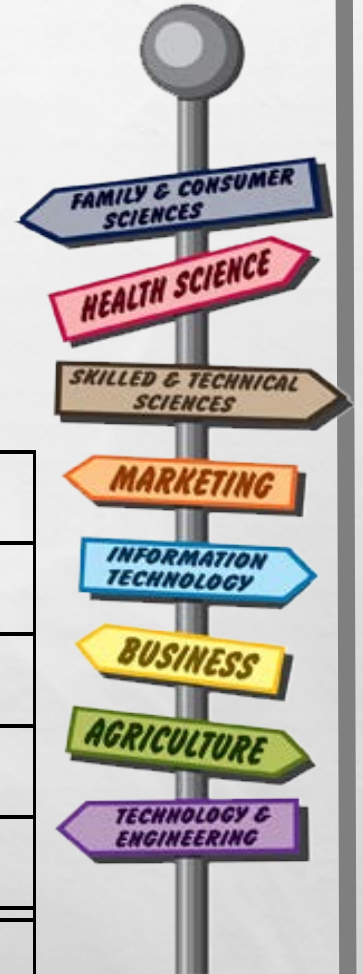 FAMILY & CONSUMER
SCIENCES
HEALTH SCIENCE
SKILLED & TECHNICAL
SCIENCES
MARKETING
INFORMATION
TECHNOLOGY
BUSINESS
AGRICULTURE
TECHNOLOGY &
ENGINEERING